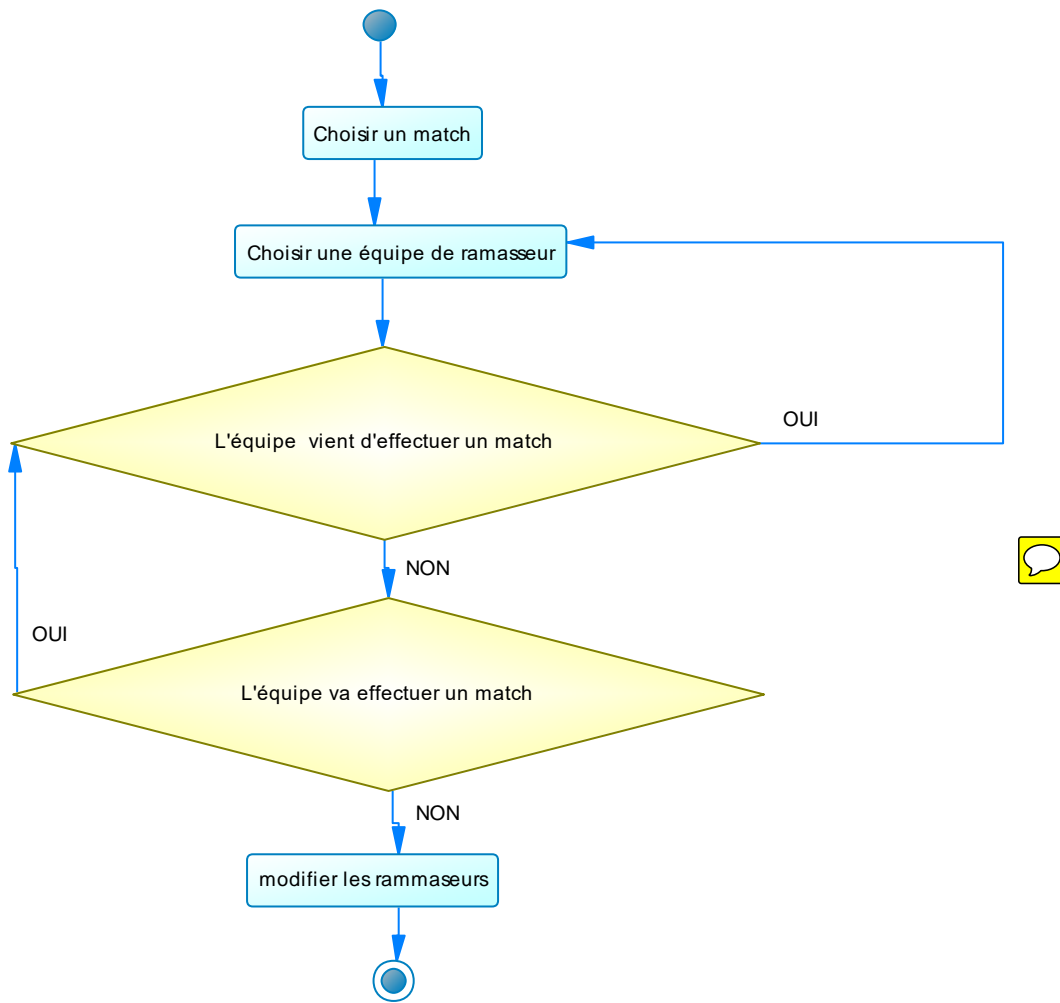 Choisir un match
Choisir une équipe de ramasseur
L'équipe vient d'effectuer un match
OUI
NON
OUI
L'équipe va effectuer un match
NON
modifier les rammaseurs